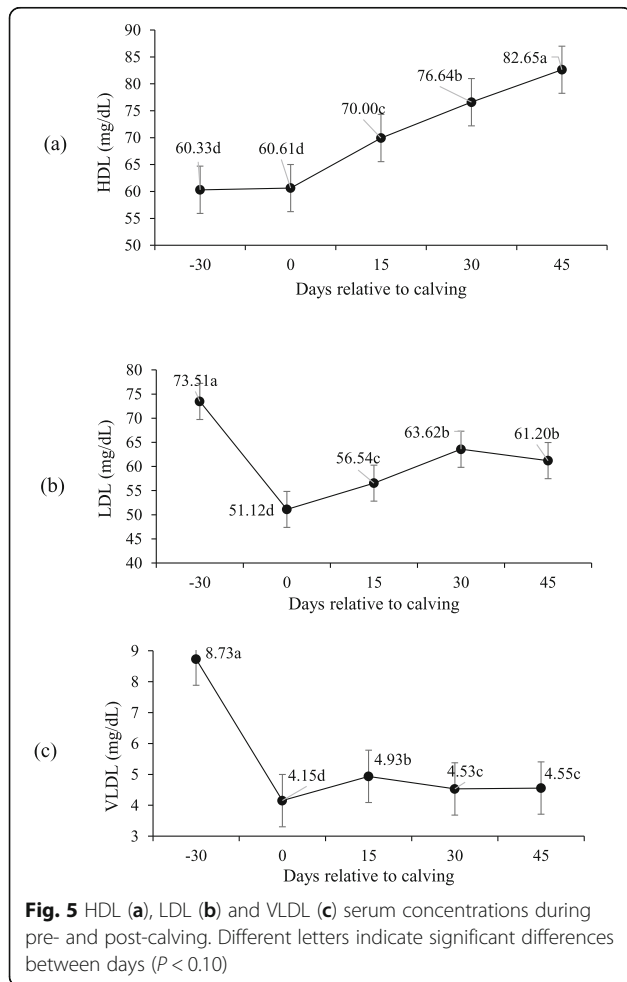 (a)
HDL (mg/dL)
90
85
80
75
70
65
60
55
50
60.33d
60.61d
70.00c
76.64b
82.65a
-30 0 15 30 45
Days relative to calving
(b)
LDL (mg/dL)
80
75
70
65
60
55
50
45
40
73.51a
51.12d
56.54c
63.62b
61.20b
-30 0 15 30 45
Days relative to calving
(c)
VLDL (mg/dL)
9
8
7
6
5
4
3
8.73a
4.15d
4.93b
4.53c
4.55c
-30 0 15 30 45
Days relative to calving
Fig. 5 HDL (a), LDL (b) and VLDL (c) serum concentrations during
pre- and post-calving. Different letters indicate significant differences
between days (P < 0.10)